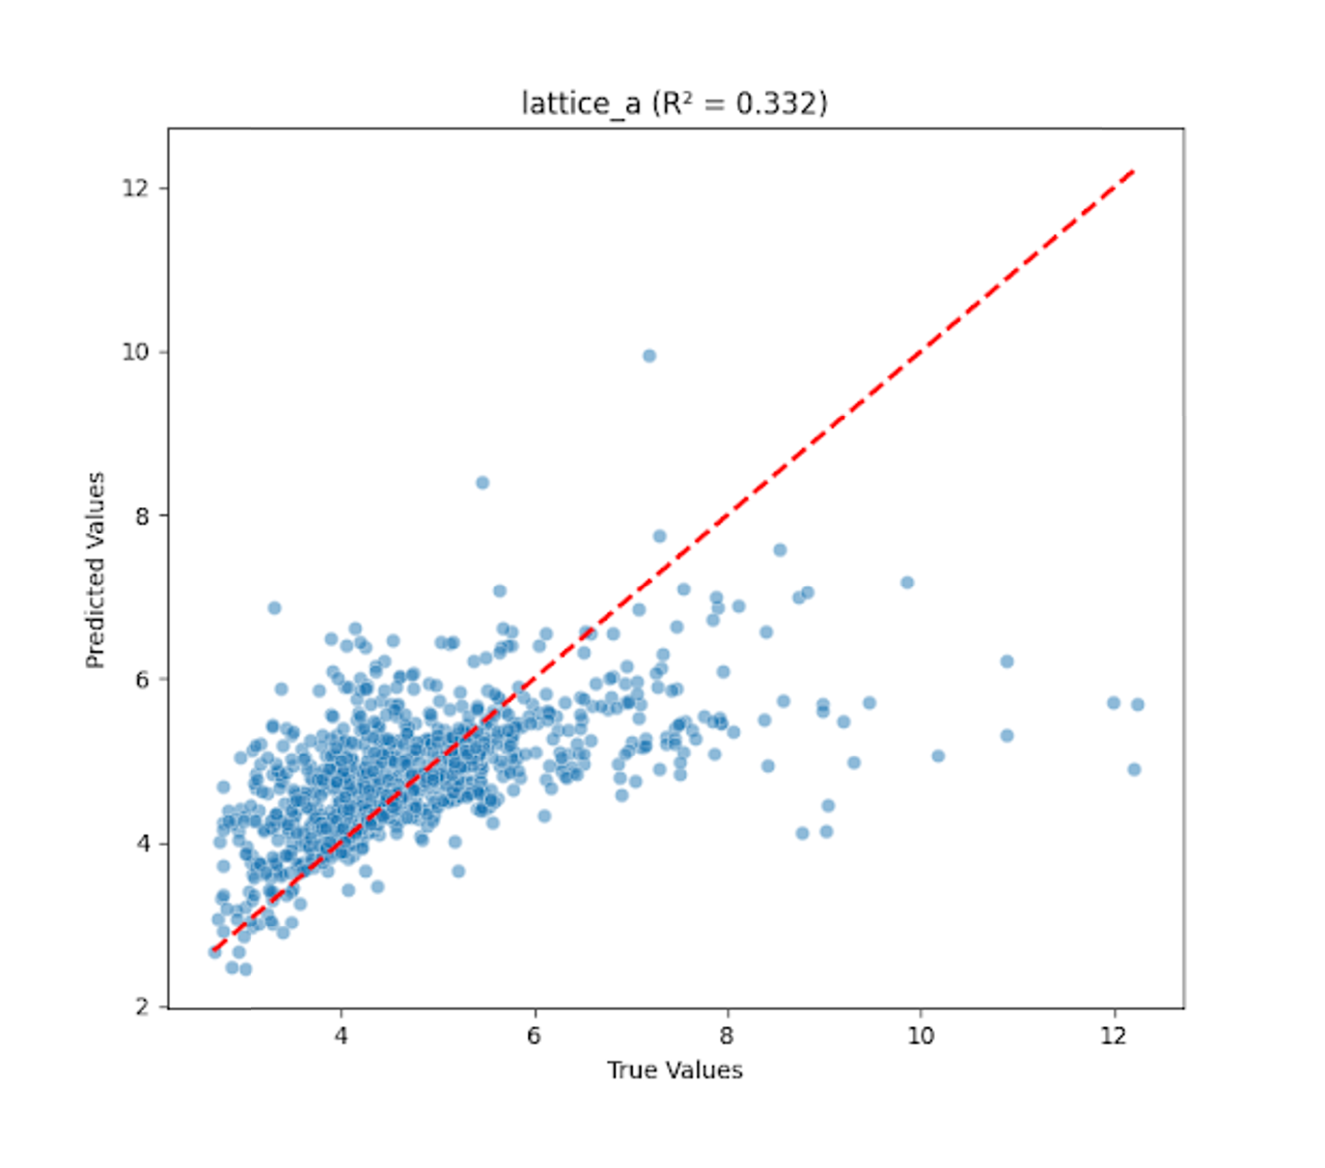 lattice_a (R² = 0.332)
12
10
8
6
4
2
Predicted Values
4 6 8 10 12
True Values